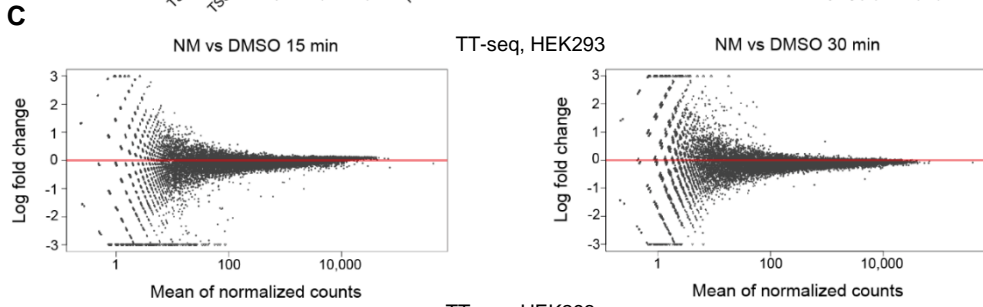 C
TT-seq, HEK293
NM vs DMSO 15 min
Log fold change
3
2
1
0
-1
-2
-3
1
100
10,000
Mean of normalized counts
NM vs DMSO 30 min
Log fold change
3
2
1
0
-1
-2
-3
1
100
10,000
Mean of normalized counts